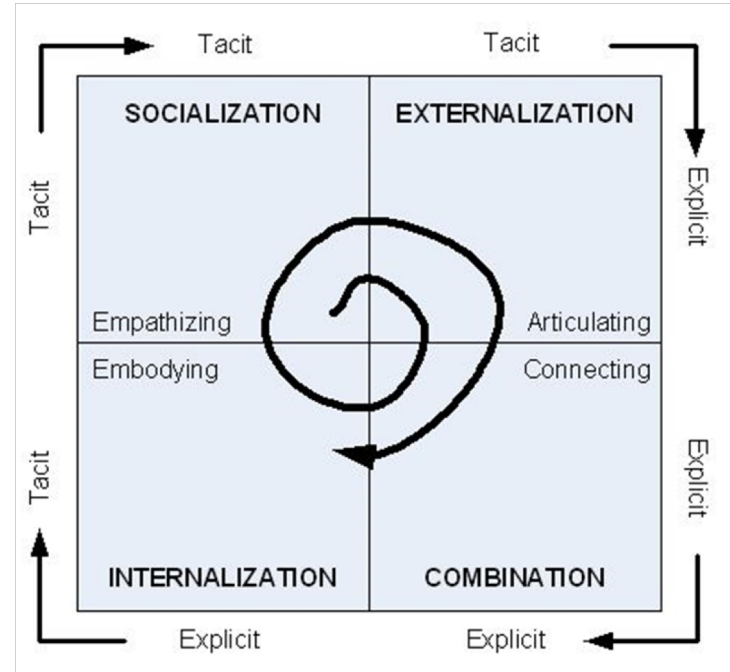 Tacit Tacit
SOCIALIZATION EXTERNALIZATION
Tacit
Explicit
Empathizing Articulating
Embodying Connecting
Tacit
Explicit
INTERNALIZATION COMBINATION
Explicit Explicit